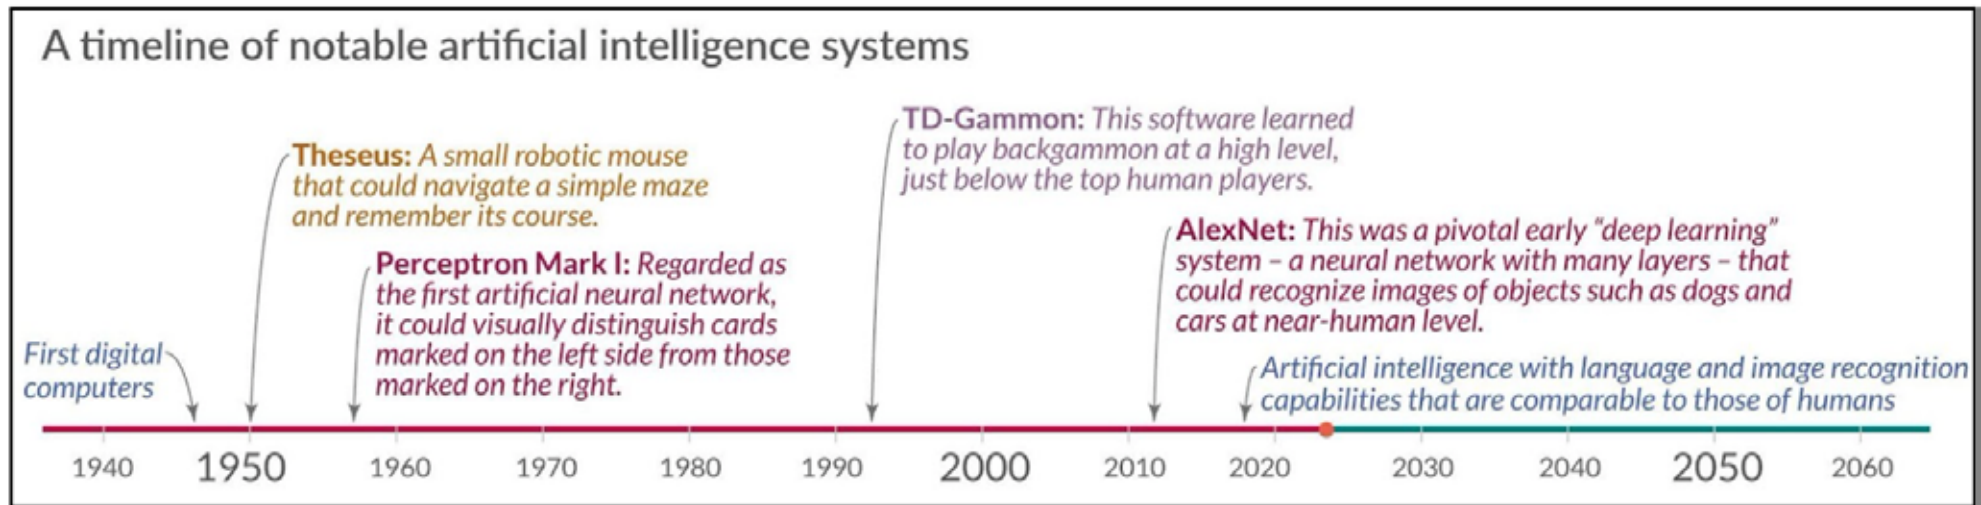 A timeline of notable artificial intelligence systems
TD-Gammon: This software learned
to play backgammon at a high level,
just below the top human players.
Theseus: A small robotic mouse
that could navigate a simple maze
and remember its course.
AlexNet: This was a pivotal early “deep learning”
system – a neural network with many layers – that
could recognize images of objects such as dogs and
cars at near-human level.
Perceptron Mark I: Regarded as
the first artificial neural network,
it could visually distinguish cards
marked on the left side from those
marked on the right.
First digital
computers
Artificial intelligence with language and image recognition
capabilities that are comparable to those of humans
1940 1950 1960 1970 1980 1990 2000 2010 2020 2030 2040 2050 2060